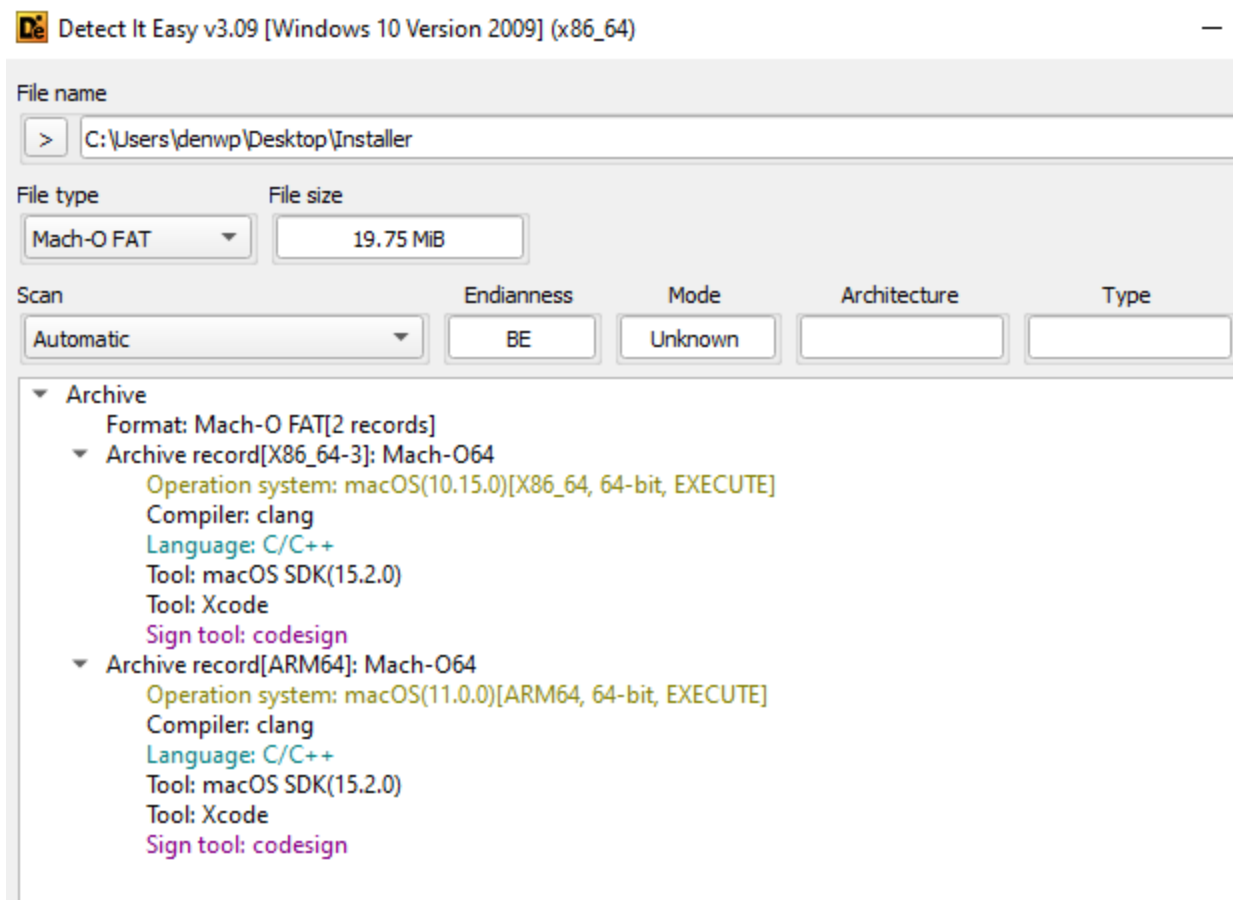 Detect It Easy v3.09 [Windows 10 Version 2009] (x86_64)
File name
> C:\Users\denwp\Desktop\Installer
File type File size
Mach-O FAT 19.75 MiB
Scan Endianness Mode Architecture Type
Automatic BE Unknown
Archive
Format: Mach-O FAT[2 records]
Archive record[X86_64-3]: Mach-O64
Operation system: macOS(10.15.0)[X86_64, 64-bit, EXECUTE]
Compiler: clang
Language: C/C++
Tool: macOS SDK(15.2.0)
Tool: Xcode
Sign tool: codesign
Archive record[ARM64]: Mach-O64
Operation system: macOS(11.0.0)[ARM64, 64-bit, EXECUTE]
Compiler: clang
Language: C/C++
Tool: macOS SDK(15.2.0)
Tool: Xcode
Sign tool: codesign